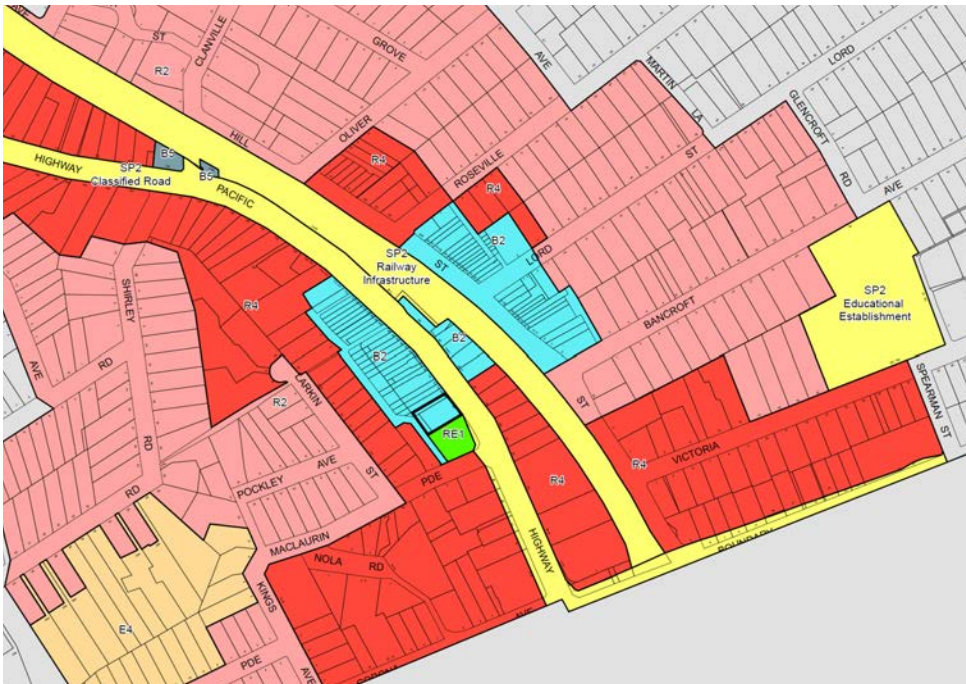 AVE
ST
CLANVILLE
GROVE
R2
AVE
MARTIN
LA
LORD
GLENCROFT
RD
HILL
OLIVER
R4
B5
B5
HIGHWAY
SP2
Classified Road
PACIFIC
ROSEVILLE
ST
R4
AVE
B2
LORD
ST
SP2
Railway
Infrastructure
SHIRLEY
RD
R4
SP2
Educational
Establishment
BANCROFT
B2
B2
AVE
RD
LARKIN
ST
R2
RE1
ST
SPEARMAN
ST
VICTORIA
R4
R4
POCKLEY
AVE
PDE
RD
MACLAURIN
NOLA
RD
HIGHWAY
BOUNDARY
KINGS
AVE
E4
PDE
AVE